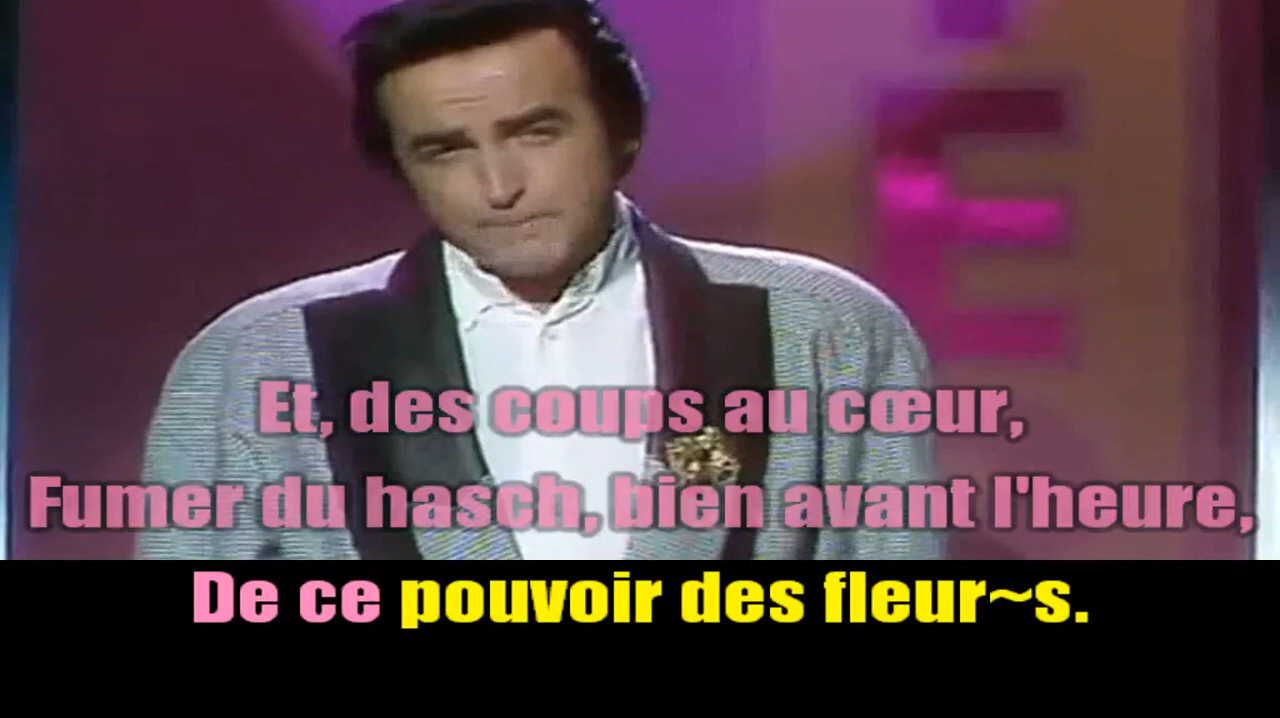 E
Et, des coups au cœur,
Fumer du hasch, bien avant l'heure,
De ce pouvoir des fleur~s.